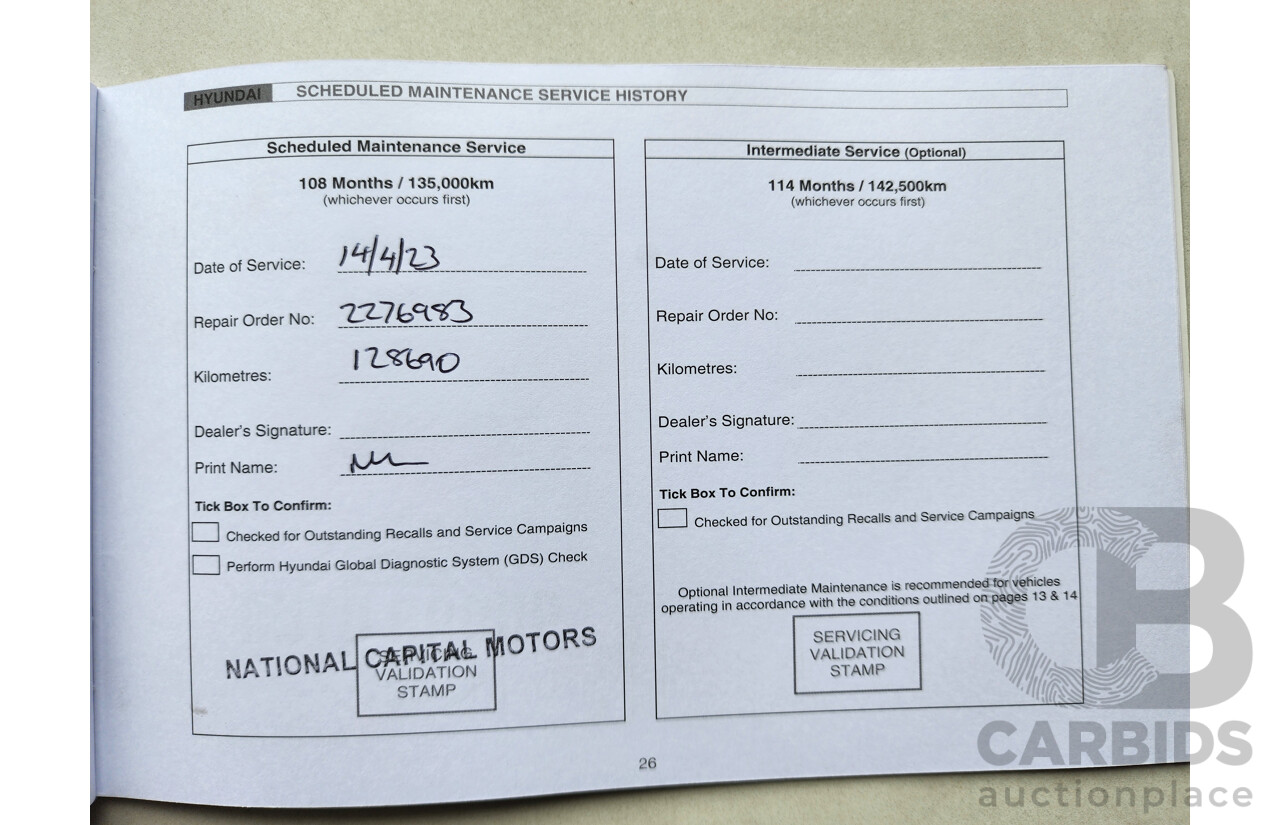 HYUNDAI SCHEDULED MAINTENANCE SERVICE HISTORY
Scheduled Maintenance Service
108 Months / 135,000km
(whichever occurs first)
Date of Service: 14/4/23
Repair Order No: 2276983
Kilometres: 128690
Dealer's Signature:
Print Name:
Tick Box To Confirm:
Checked for Outstanding Recalls and Service Campaigns
Perform Hyundai Global Diagnostic System (GDS) Check
NATIONAL CAPITAL MOTORS
SERVICING
VALIDATION
STAMP
Intermediate Service (Optional)
114 Months / 142,500km
(whichever occurs first)
Date of Service:
Repair Order No:
Kilometres:
Dealer's Signature:
Print Name:
Tick Box To Confirm:
Checked for Outstanding Recalls and Service Campaigns
Optional Intermediate Maintenance is recommended for vehicles
operating in accordance with the conditions outlined on pages 13 & 14
SERVICING
VALIDATION
STAMP
26
CB
CARBIDS
auctionplace